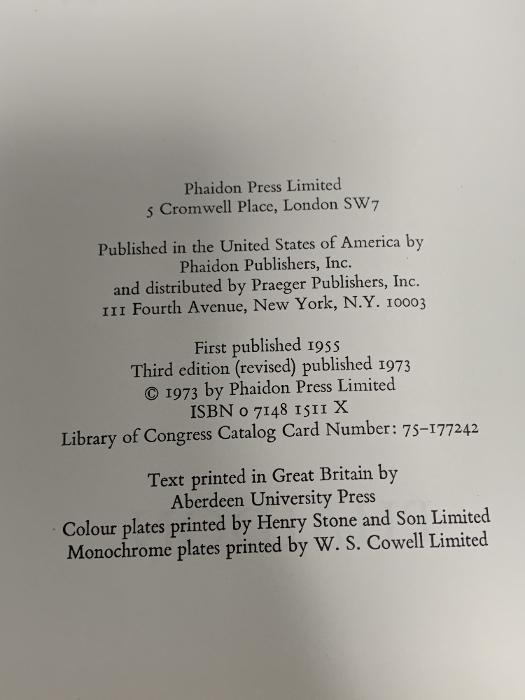 Phaidon Press Limited
5 Cromwell Place, London SW7
Published in the United States of America by
Phaidon Publishers, Inc.
and distributed by Praeger Publishers, Inc.
111 Fourth Avenue, New York, N.Y. 10003
First published 1955
Third edition (revised) published 1973
© 1973 by Phaidon Press Limited
ISBN 0 7148 1511 X
Library of Congress Catalog Card Number: 75–177242
Text printed in Great Britain by
Aberdeen University Press
Colour plates printed by Henry Stone and Son Limited
Monochrome plates printed by W. S. Cowell Limited